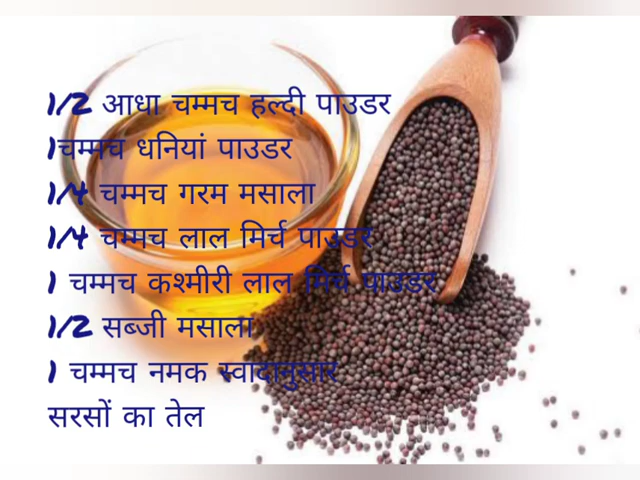 1/2 आधा चम्मच हल्दी पाउडर
1चम्मच धनियां पाउडर
1/4 चम्मच गरम मसाला
1/4 चम्मच लाल मिर्च पाउडर
1 चम्मच कश्मीरी लाल मिर्च पाउडर
1/2 सब्जी मसाला
1 चम्मच नमक स्वादानुसार
सरसों का तेल